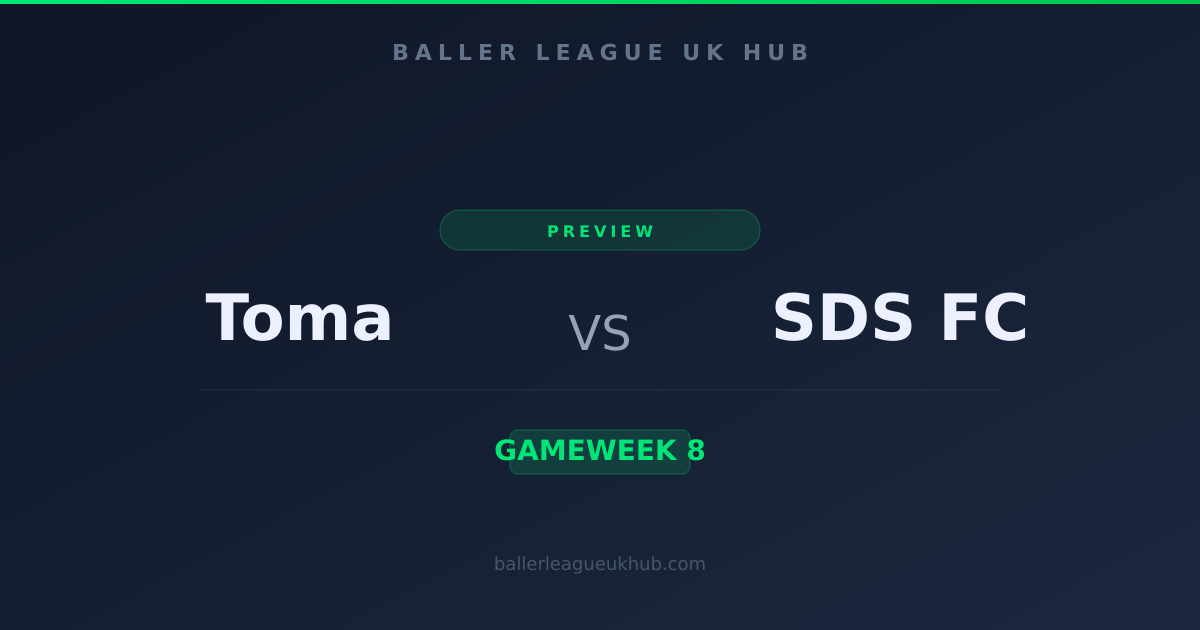 BALLER LEAGUE UK HUB
PREVIEW
Toma VS SDS FC
GAMEWEEK 8
ballerleagueukhub.com